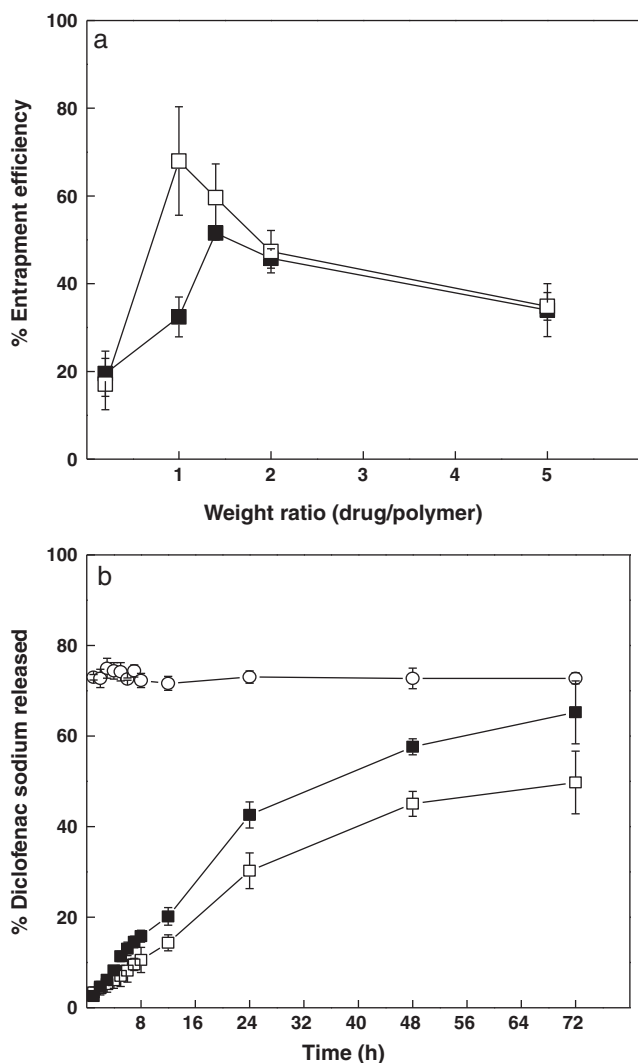 a
100
80
60
40
20
0
% Entrapment efficiency
1 2 3 4 5
Weight ratio (drug/polymer)
b
100
80
60
40
20
0
% Diclofenac sodium released
8 16 24 32 40 48 56 64 72
Time (h)